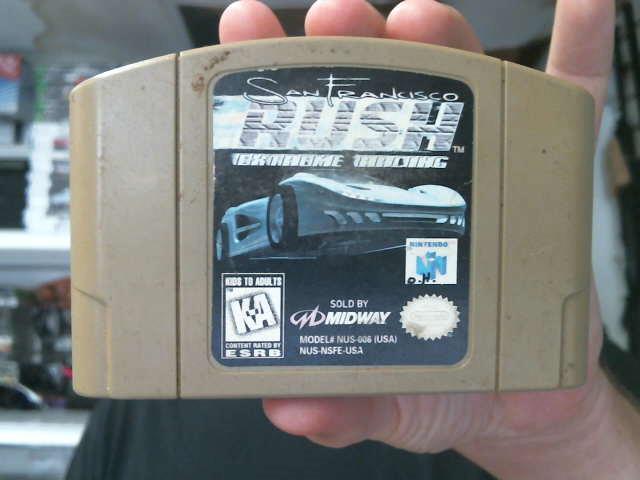 San Francisco
RUSH
TM
EXTREME RACING
NINTENDO
N
O.H.
KIDS TO ADULTS
K-A
CONTENT RATED BY
ESRB
SOLD BY
MIDWAY
MODEL# NUS-006 (USA)
NUS-NSFE-USA